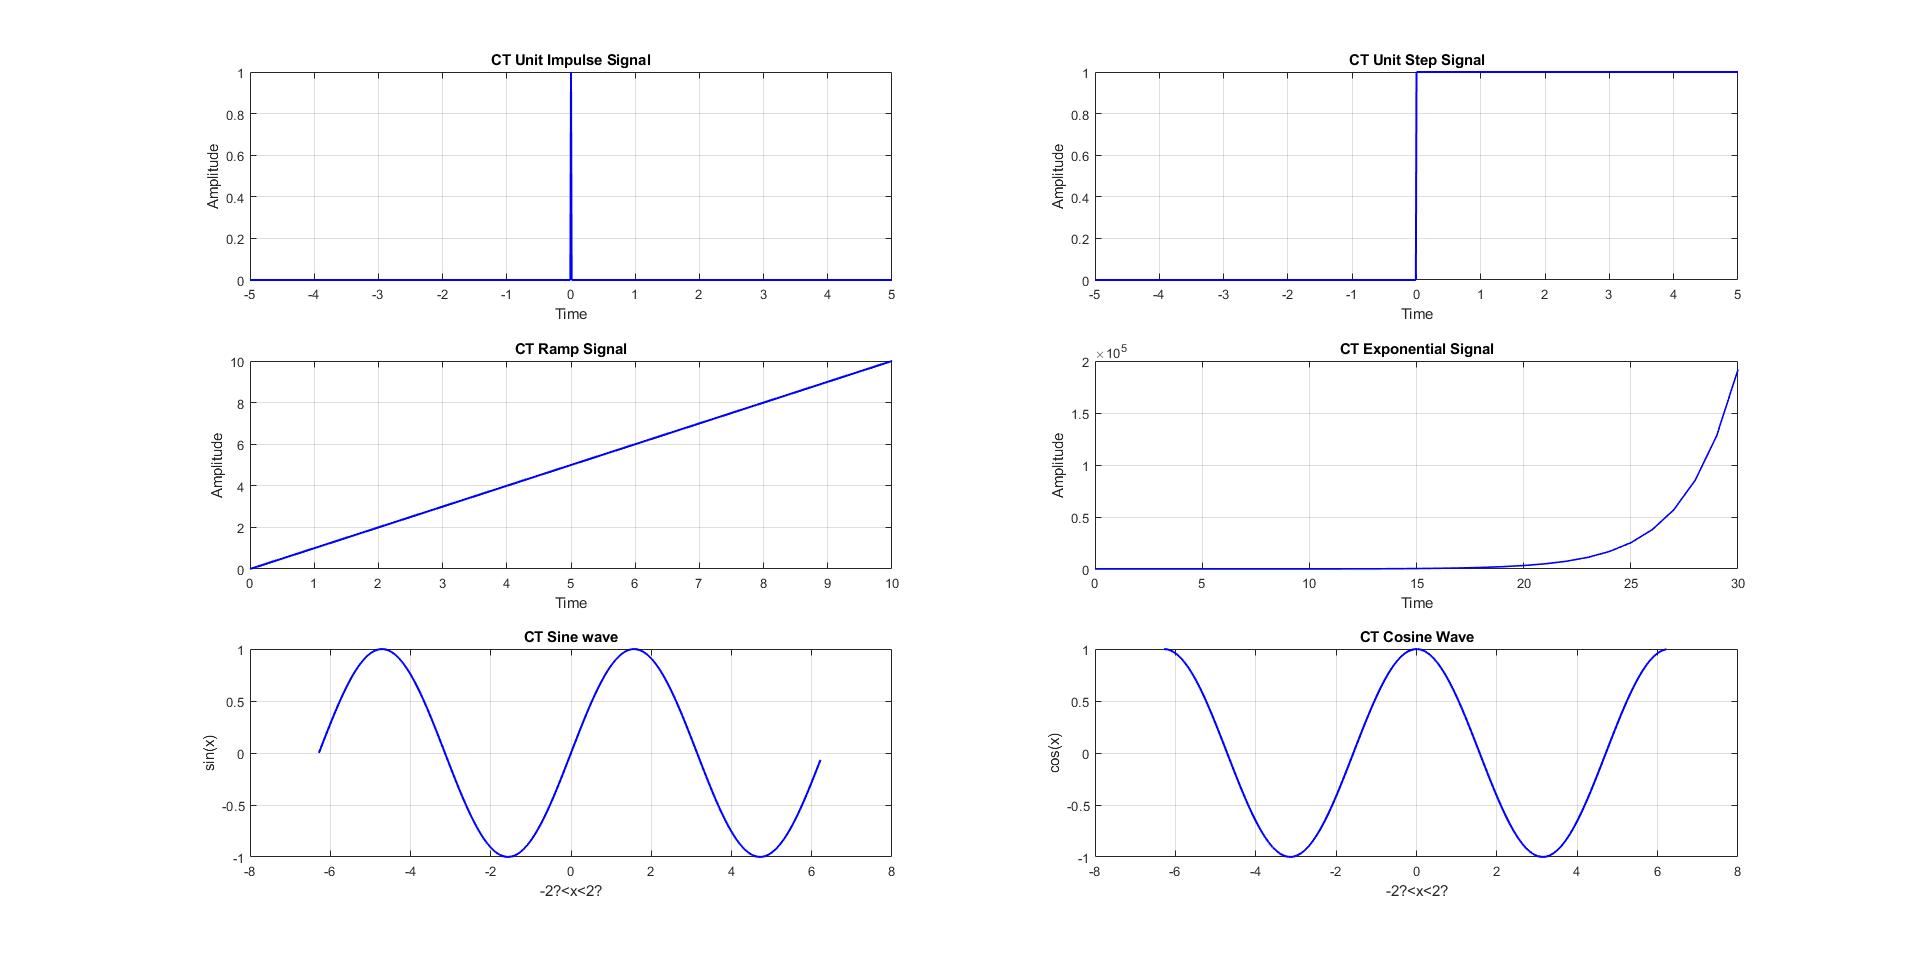 CT Unit Impulse Signal
1
0.8
0.6
0.4
0.2
0
Amplitude
-5 -4 -3 -2 -1 0 1 2 3 4 5
Time
CT Unit Step Signal
1
0.8
0.6
0.4
0.2
0
Amplitude
-5 -4 -3 -2 -1 0 1 2 3 4 5
Time
CT Ramp Signal
10
8
6
4
2
0
Amplitude
0 1 2 3 4 5 6 7 8 9 10
Time
CT Exponential Signal
×10⁵
2
1.5
1
0.5
0
Amplitude
0 5 10 15 20 25 30
Time
CT Sine wave
1
0.5
0
-0.5
-1
sin(x)
-8 -6 -4 -2 0 2 4 6 8
-2?<x<2?
CT Cosine Wave
1
0.5
0
-0.5
-1
cos(x)
-8 -6 -4 -2 0 2 4 6 8
-2?<x<2?